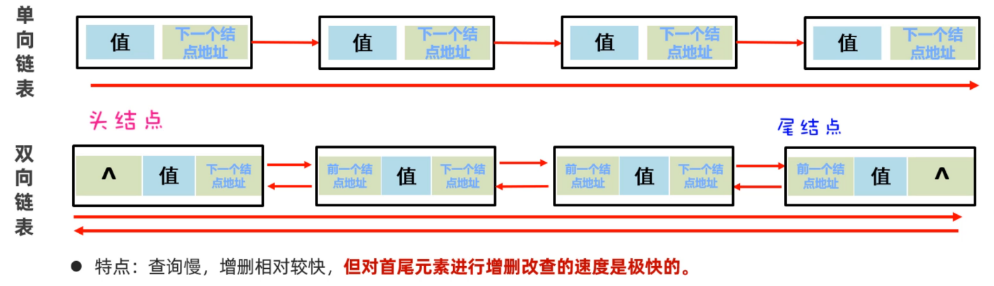 单向链表
值 下一个结点地址 值 下一个结点地址 值 下一个结点地址 值 下一个结点地址
头结点 尾结点
双向链表
^ 值 下一个结点地址 前一个结点地址 值 下一个结点地址 前一个结点地址 值 下一个结点地址 前一个结点地址 值 ^
● 特点：查询慢，增删相对较快，但对首尾元素进行增删改查的速度是极快的。